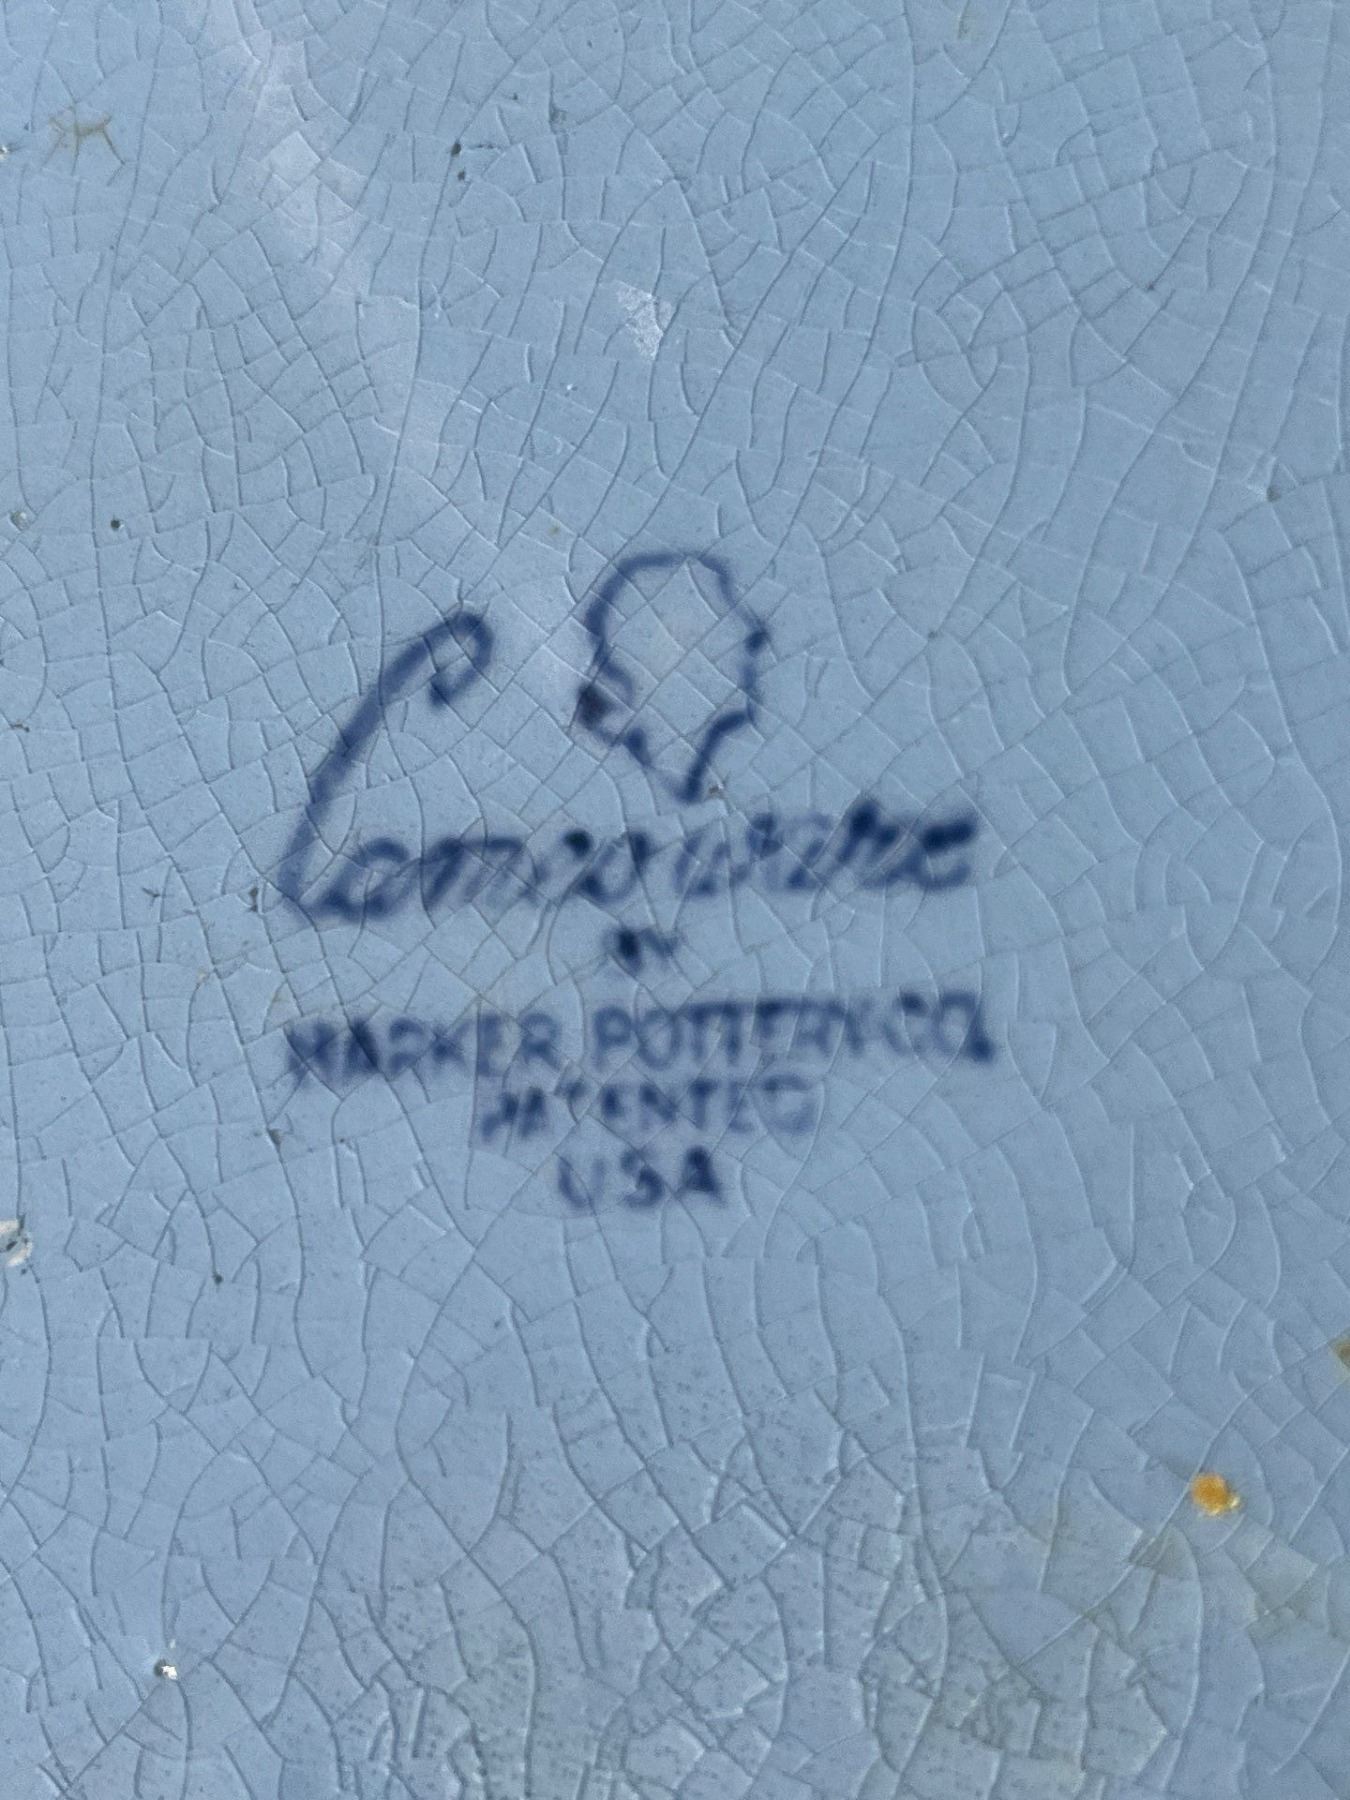 Cameoware
BY
HARKER POTTERY CO.
PATENTED
USA